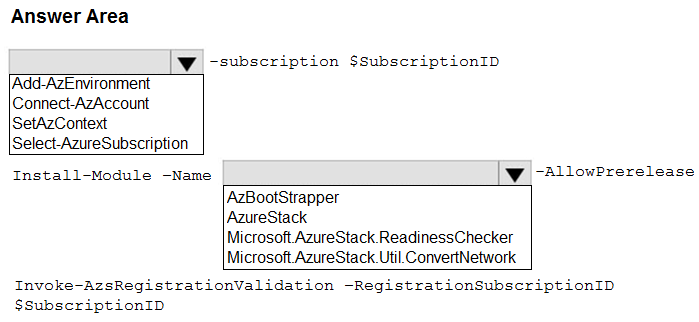 Answer Area
-subscription $SubscriptionID
Add-AzEnvironment
Connect-AzAccount
SetAzContext
Select-AzureSubscription
Install-Module –Name -AllowPrerelease
AzBootStrapper
AzureStack
Microsoft.AzureStack.ReadinessChecker
Microsoft.AzureStack.Util.ConvertNetwork
Invoke-AzsRegistrationValidation –RegistrationSubscriptionID
$SubscriptionID